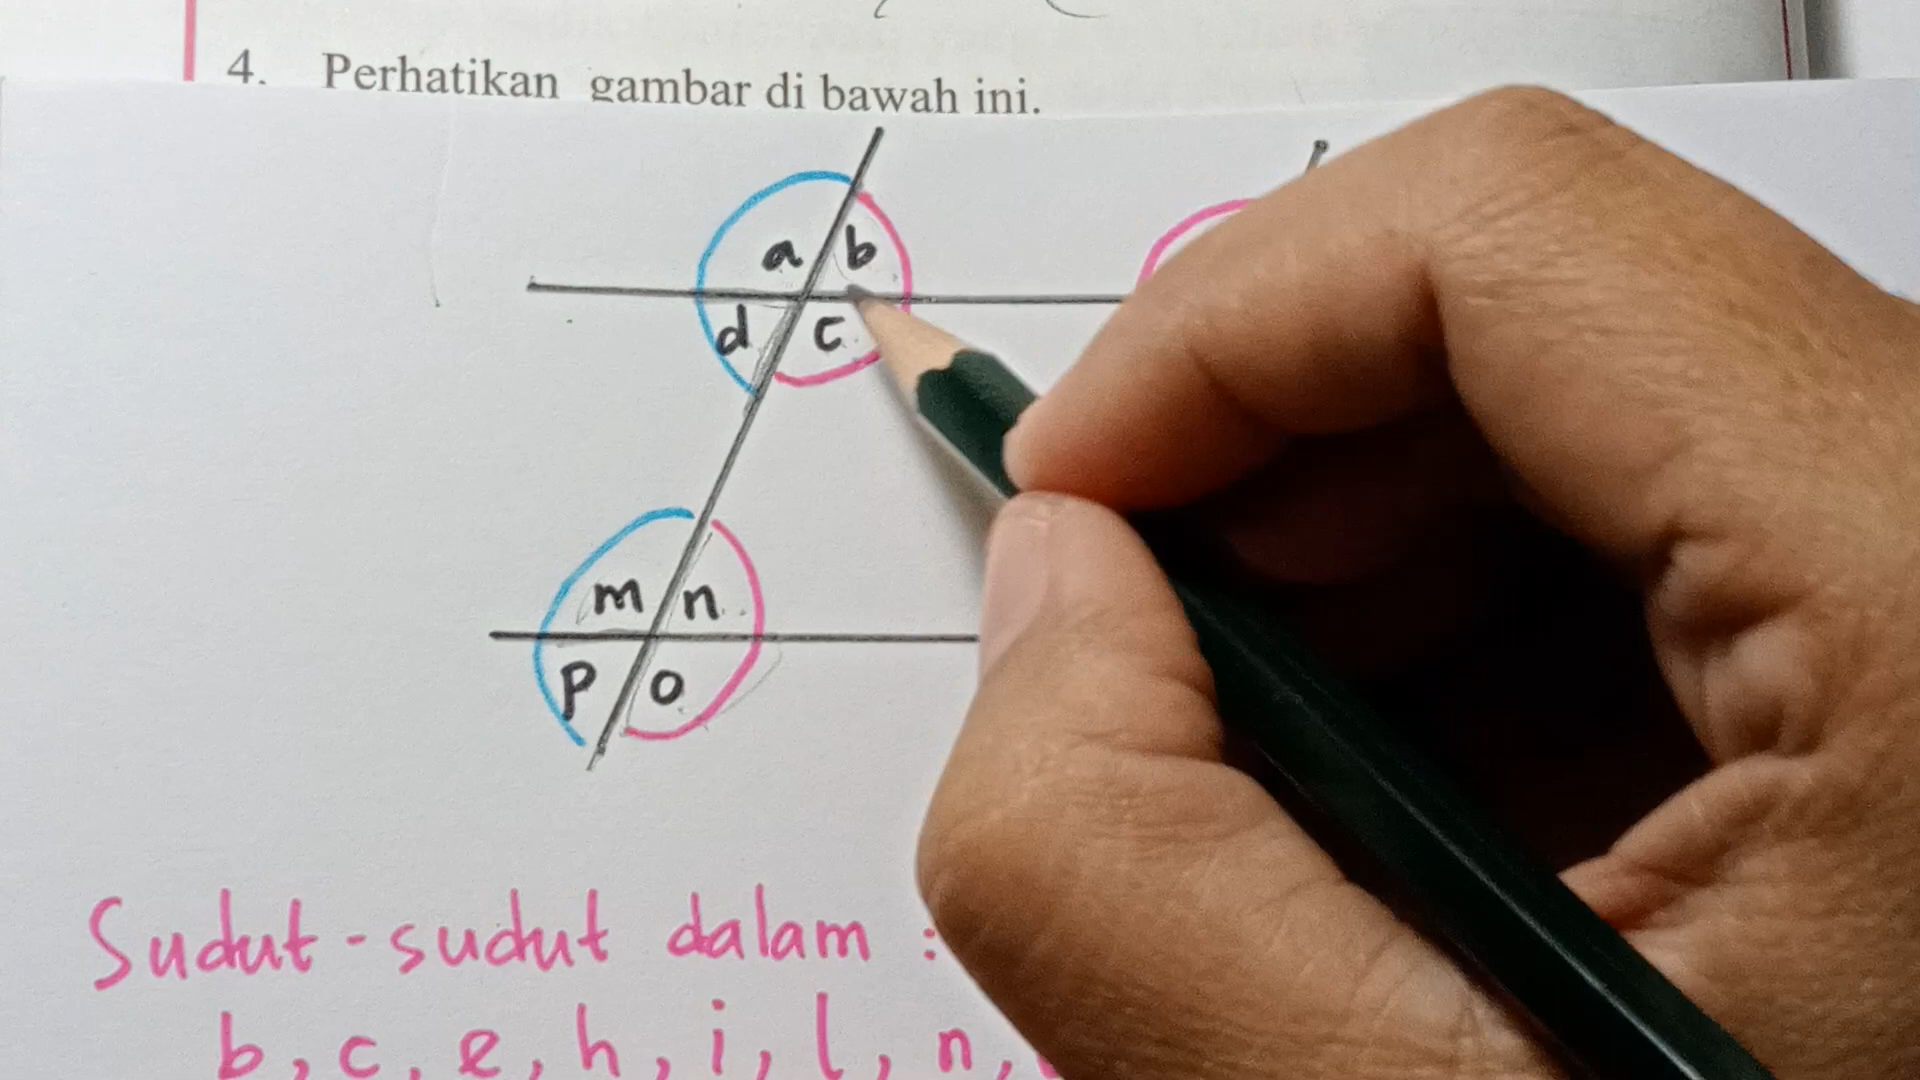 4. Perhatikan gambar di bawah ini.
a b
d c
m n
p o
Sudut-sudut dalam :
b, c, e, h, i, l, n,